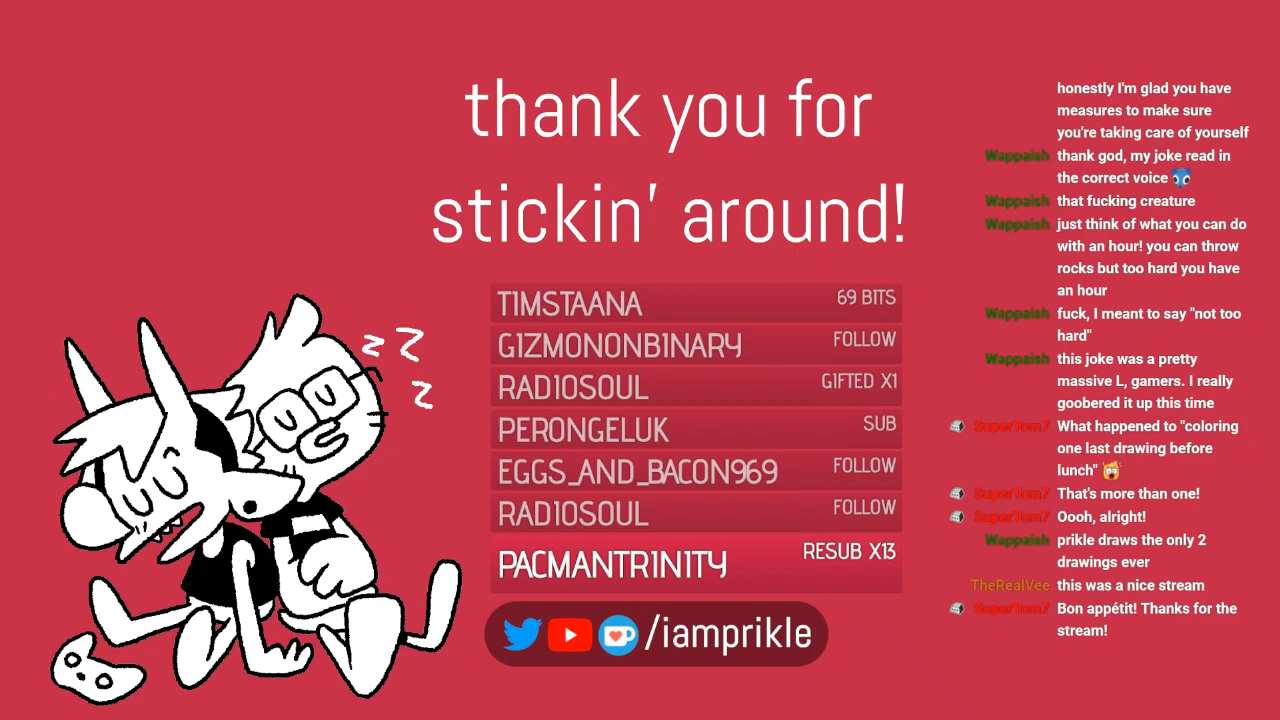 thank you for
stickin' around!
TIMSTAANA 69 BITS
GIZMONONBINARY FOLLOW
RADIOSOUL GIFTED X1
PERONGELUK SUB
EGGS_AND_BACON969 FOLLOW
RADIOSOUL FOLLOW
PACMANTRINITY RESUB X13
/iamprikle
z z
z
honestly I'm glad you have
measures to make sure
you're taking care of yourself
Wappaish thank god, my joke read in
the correct voice
Wappaish that fucking creature
Wappaish just think of what you can do
with an hour! you can throw
rocks but too hard you have
an hour
Wappaish fuck, I meant to say "not too
hard"
Wappaish this joke was a pretty
massive L, gamers. I really
goobered it up this time
SuperTom7 What happened to "coloring
one last drawing before
lunch"
SuperTom7 That's more than one!
SuperTom7 Oooh, alright!
Wappaish prikle draws the only 2
drawings ever
TheRealVee this was a nice stream
SuperTom7 Bon appétit! Thanks for the
stream!